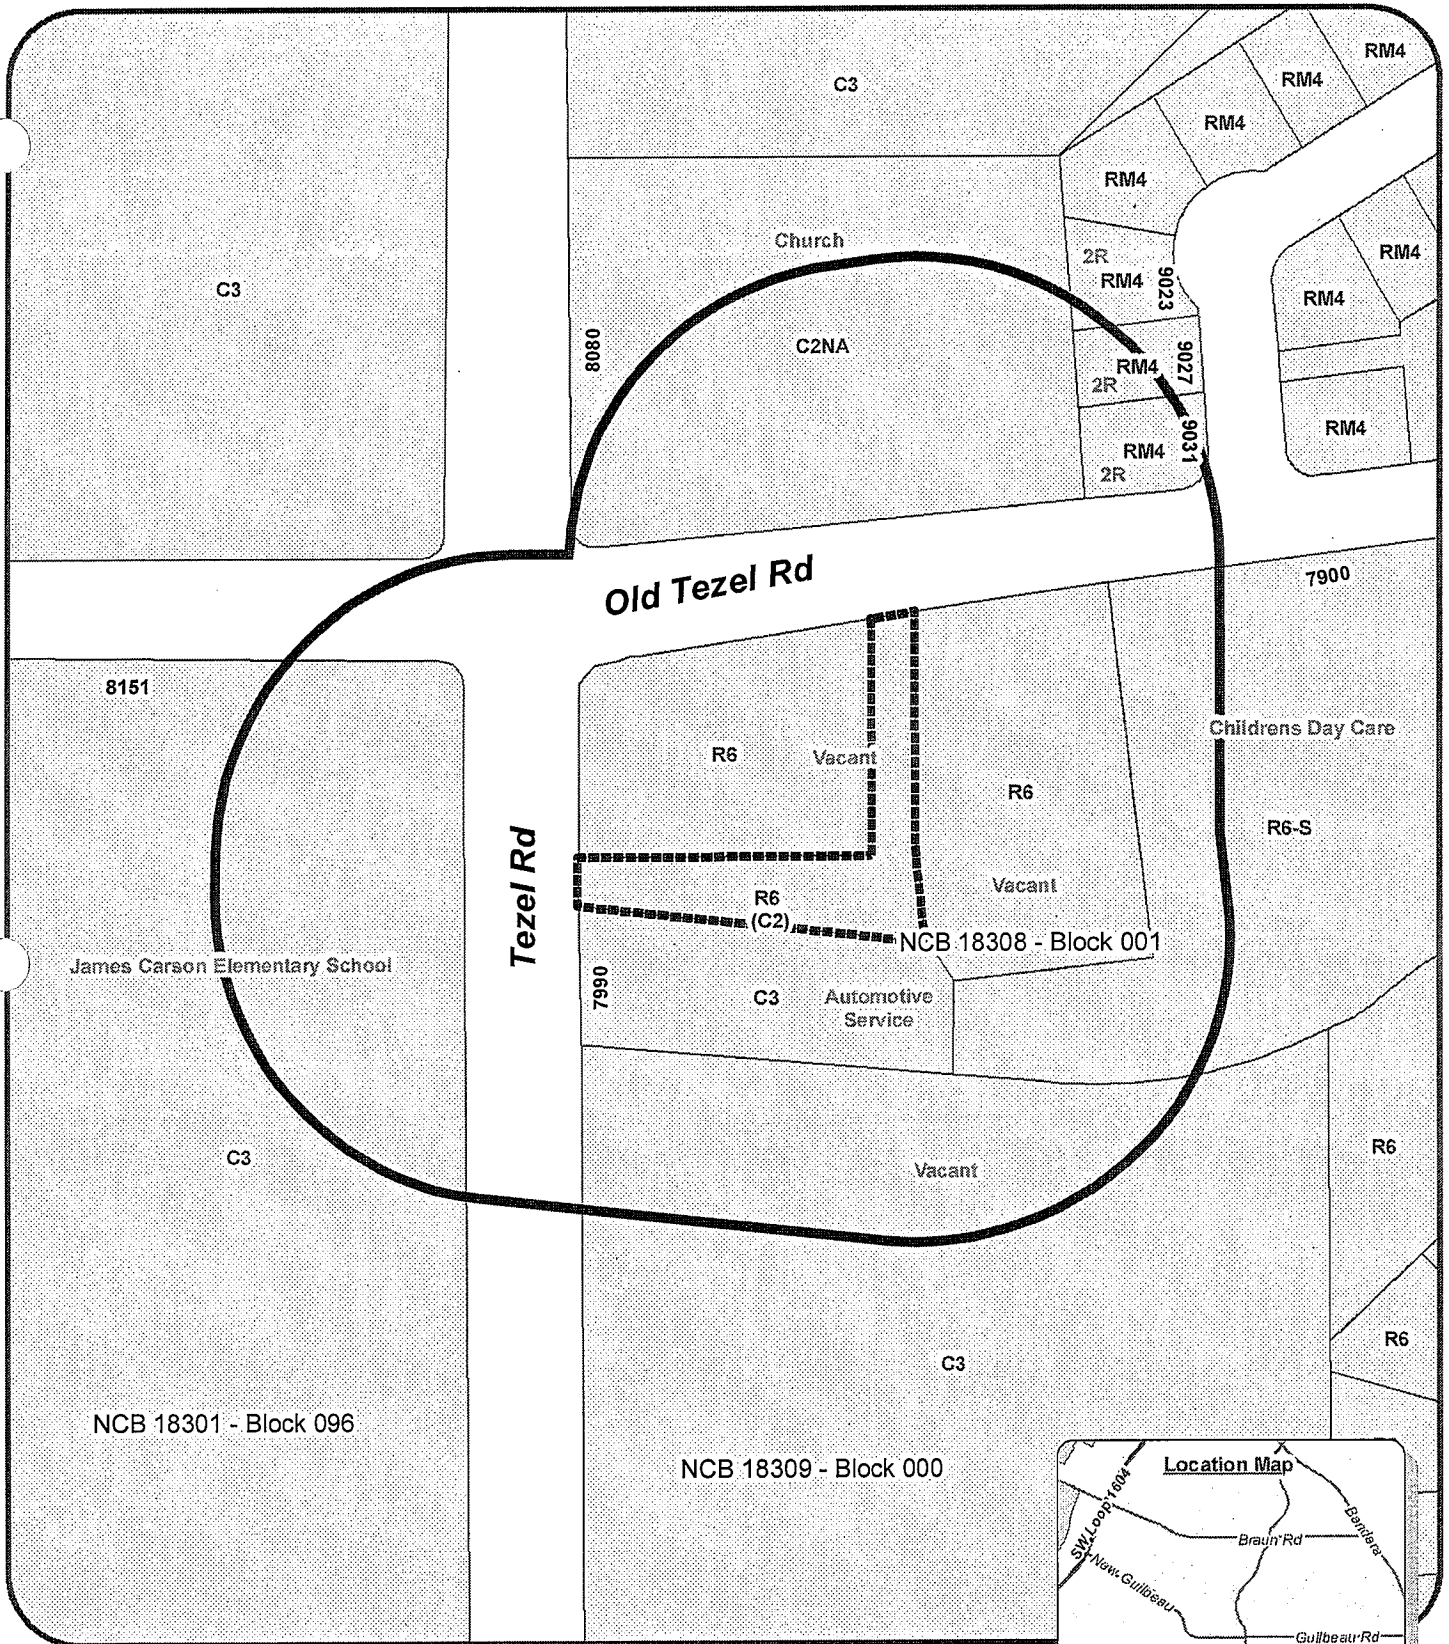 RM4
C3
RM4
RM4
RM4
Church
2R
RM4
9023
RM4
RM4
C3
8080
C2NA
RM4
9027
2R
RM4
9031
2R
RM4
Old Tezel Rd
7900
8151
Childrens Day Care
R6
Vacant
R6
R6-S
Tezel Rd
Vacant
R6
(C2)
NCB 18308 - Block 001
James Carson Elementary School
7990
C3
Automotive
Service
C3
Vacant
R6
R6
C3
NCB 18301 - Block 096
NCB 18309 - Block 000
Location Map
SW Loop 1604
Braun Rd
Bandera
New Guilbeau
Guilbeau Rd